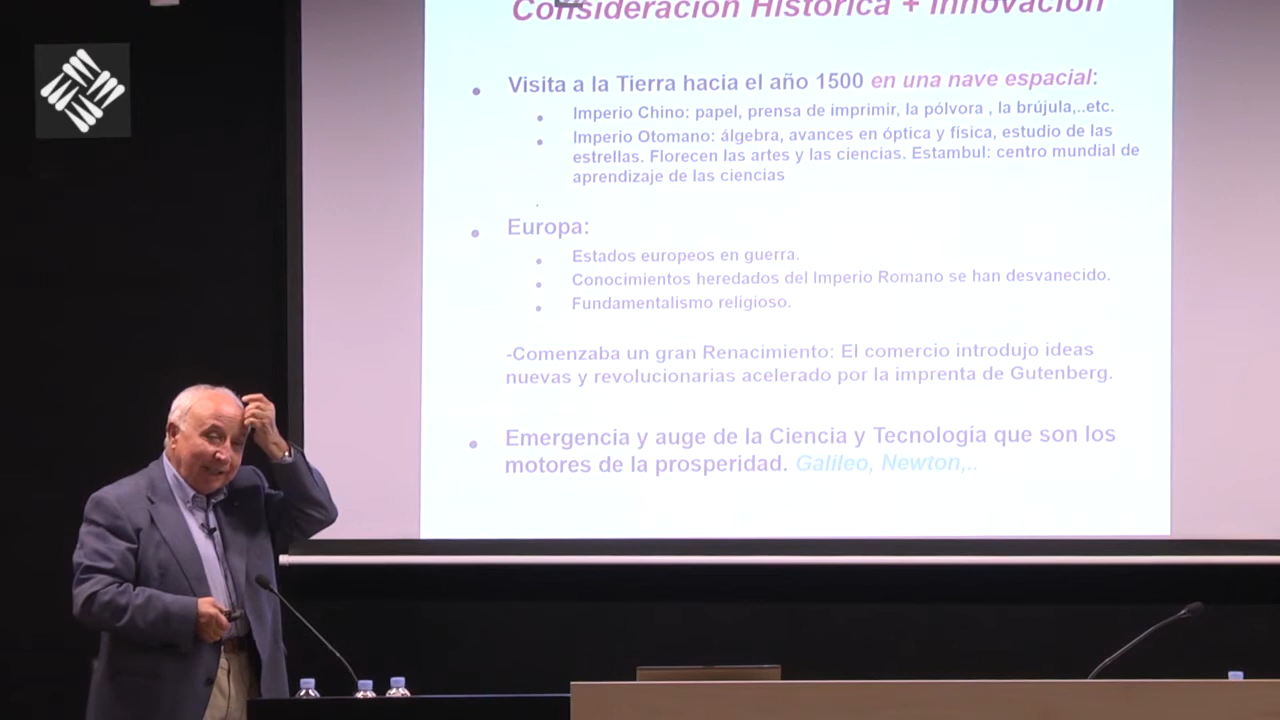 Consideración Histórica + Innovación
Visita a la Tierra hacia el año 1500 en una nave espacial:
Imperio Chino: papel, prensa de imprimir, la pólvora , la brújula,..etc.
Imperio Otomano: álgebra, avances en óptica y física, estudio de las
estrellas. Florecen las artes y las ciencias. Estambul: centro mundial de
aprendizaje de las ciencias
.
Europa:
Estados europeos en guerra.
Conocimientos heredados del Imperio Romano se han desvanecido.
Fundamentalismo religioso.
-Comenzaba un gran Renacimiento: El comercio introdujo ideas
nuevas y revolucionarias acelerado por la imprenta de Gutenberg.
Emergencia y auge de la Ciencia y Tecnología que son los
motores de la prosperidad. Galileo, Newton,..